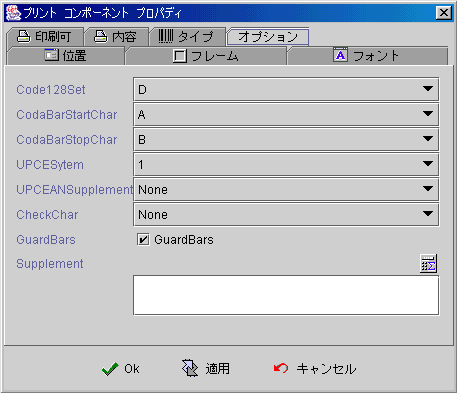 プリント コンポーネント プロパティ
印刷可 内容 タイプ オプション
位置 フレーム フォント
Code128Set D
CodaBarStartChar A
CodaBarStopChar B
UPCESytem 1
UPCEANSupplement None
CheckChar None
GuardBars GuardBars
Supplement
Ok 適用 キャンセル